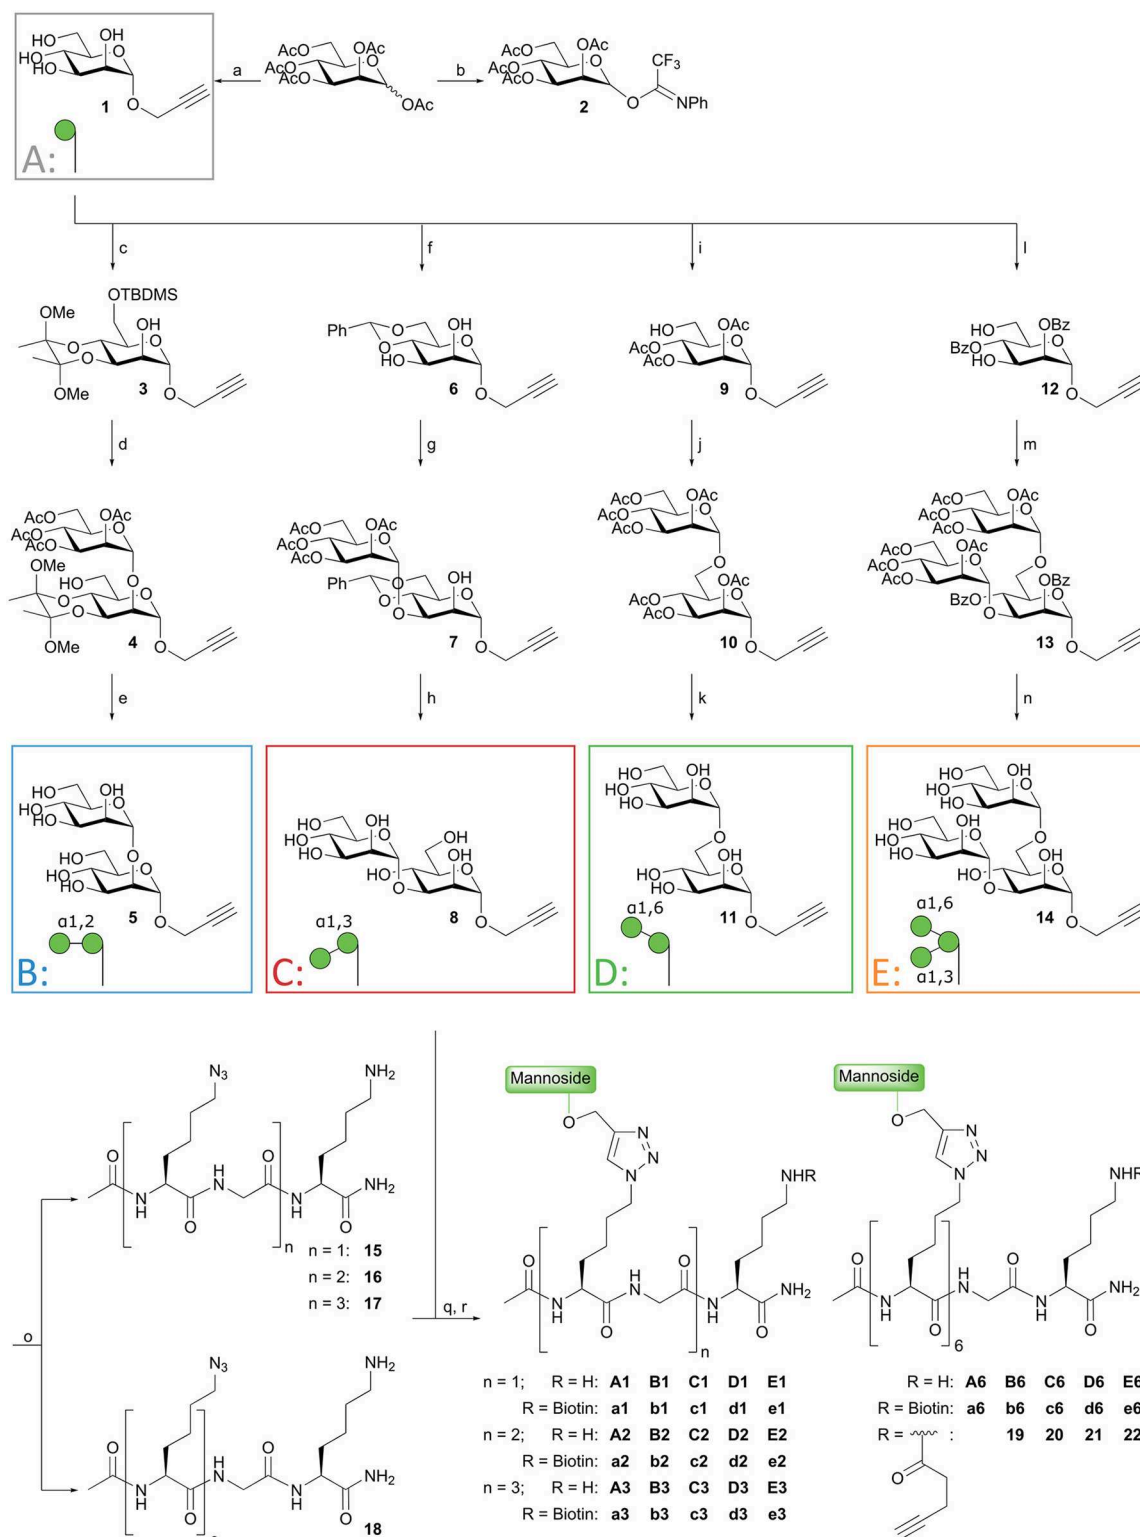 HO OH
HO O
HO
O
1
A:
a
AcO OAc
AcO O
AcO
OAc
b
AcO OAc
AcO O
AcO
O
CF3
NPh
2
c
f
i
l
OTBDMS
OMe
OH
O O
O
OMe
O
3
Ph O OH
O O
HO
O
6
HO OAc
AcO O
AcO
O
9
HO OBz
BzO O
HO
O
12
d
g
j
m
AcO OAc
AcO O
AcO
OMe
HO O
O O
O
OMe
O
4
AcO OAc
AcO O
AcO
Ph O OH
O O
O
O
7
AcO OAc
AcO O
AcO
O
OAc
AcO O
AcO
O
10
AcO OAc
AcO O
AcO
AcO OAc
AcO O
AcO
O
OBz
BzO O
O
O
13
e
h
k
n
HO OH
HO O
HO
O
HO
HO O
HO
O
5
α1,2
B:
HO OH
HO O
HO
HO
OH
HO O
O
O
8
α1,3
C:
HO OH
HO O
HO
O
OH
HO O
HO
O
11
α1,6
D:
HO OH
HO O
HO
HO OH
HO O
HO
O
OH
HO O
O
O
14
α1,6
α1,3
E:
o
N3
NH2
O
N
H
O
H
N
O
N
H
O
NH2
n
n = 1: 15
n = 2: 16
n = 3: 17
N3
NH2
O
N
H
O
H
N
O
N
H
O
NH2
18
q, r
Mannoside
O
N
N
N
NHR
O
N
H
O
H
N
O
N
H
O
NH2
n
n = 1; R = H: A1 B1 C1 D1 E1
R = Biotin: a1 b1 c1 d1 e1
n = 2; R = H: A2 B2 C2 D2 E2
R = Biotin: a2 b2 c2 d2 e2
n = 3; R = H: A3 B3 C3 D3 E3
R = Biotin: a3 b3 c3 d3 e3
Mannoside
O
N
N
N
NHR
O
N
H
O
H
N
O
N
H
O
NH2
6
R = H: A6 B6 C6 D6 E6
R = Biotin: a6 b6 c6 d6 e6
R = : 19 20 21 22
O